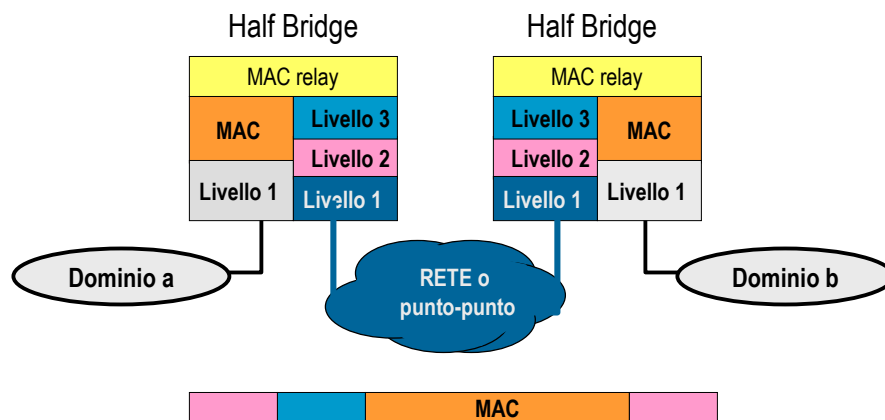 Half Bridge Half Bridge
MAC relay MAC relay
MAC Livello 3 Livello 3 MAC
Livello 2 Livello 2
Livello 1 Livello 1 Livello 1 Livello 1
Dominio a RETE o punto-punto Dominio b
MAC